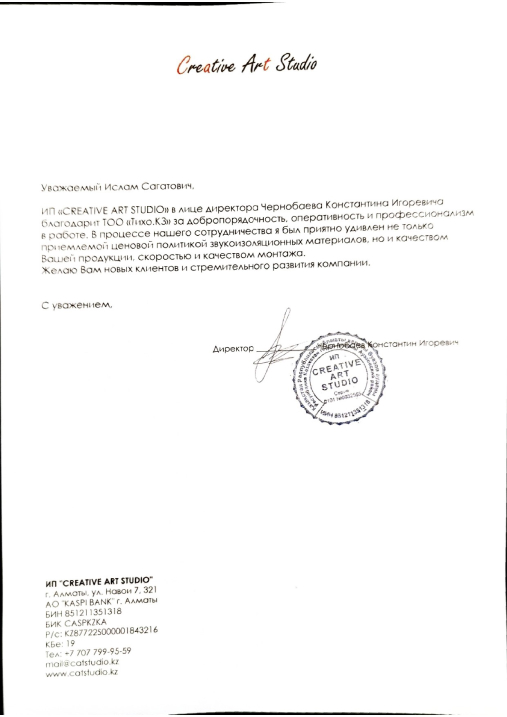 Creative Art Studio
Уважаемый Ислам Сагатович,
ИП «CREATIVE ART STUDIO» в лице директора Чернобаева Константина Игоревича
благодарит ТОО «Тихо.КЗ» за добропорядочность, оперативность и профессионализм
в работе. В процессе нашего сотрудничества я был приятно удивлен не только
приемлемой ценовой политикой звукоизоляционных материалов, но и качеством
Вашей продукции, скоростью и качеством монтажа.
Желаю Вам новых клиентов и стремительного развития компании.
С уважением,
Директор Чернобаев Константин Игоревич
ИП
CREATIVE
ART
STUDIO
ИП "CREATIVE ART STUDIO"
г. Алматы, ул. Навои 7, 321
АО "KASPI BANK" г. Алматы
БИН 851211351318
БИК CASPKZKA
Р/с: KZ877225000001843216
КБе: 19
Тел: +7 707 799-95-59
mail@catstudio.kz
www.catstudio.kz